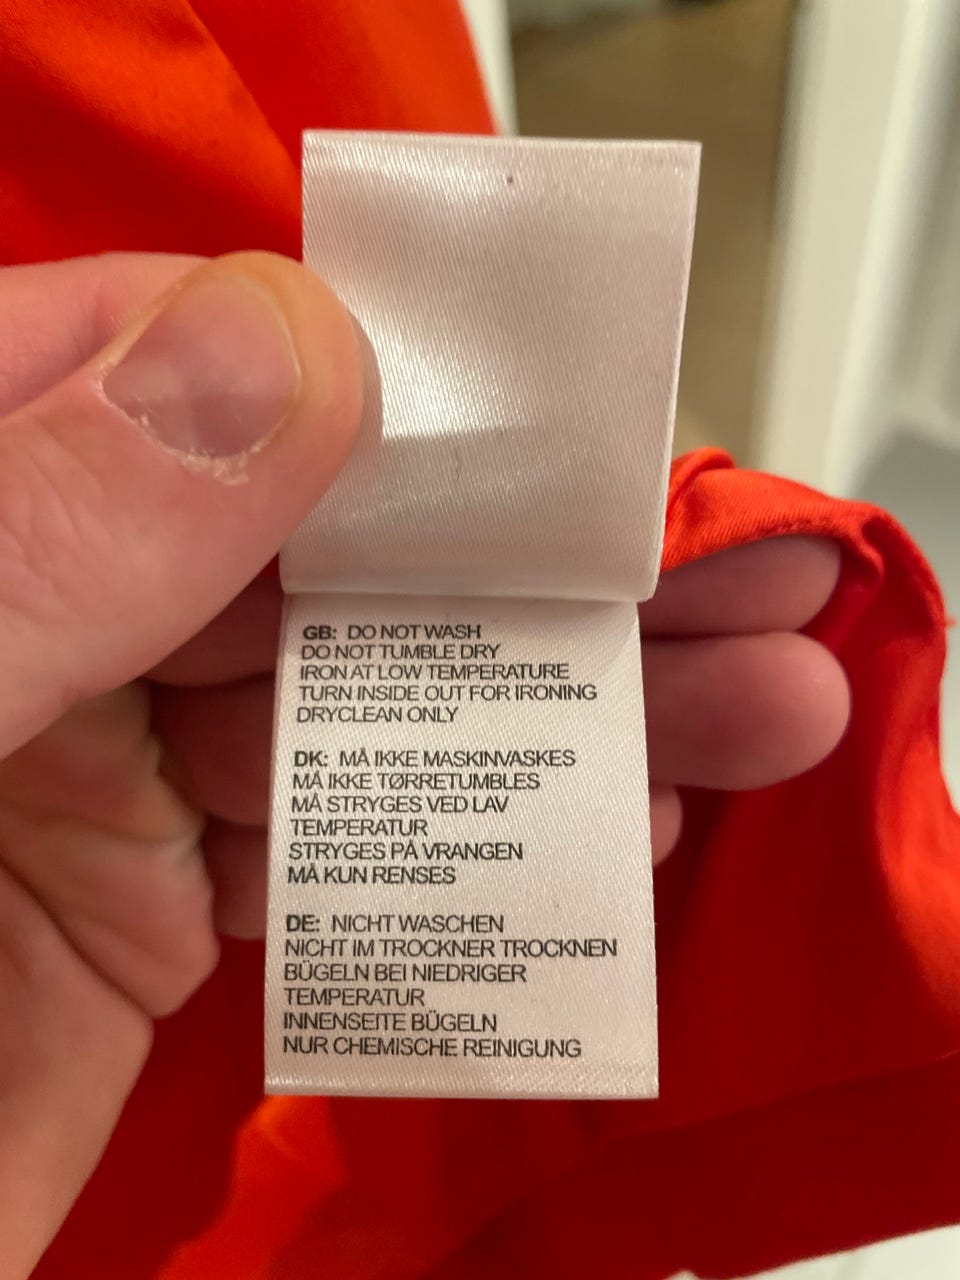 GB: DO NOT WASH
DO NOT TUMBLE DRY
IRON AT LOW TEMPERATURE
TURN INSIDE OUT FOR IRONING
DRYCLEAN ONLY
DK: MÅ IKKE MASKINVASKES
MÅ IKKE TØRRETUMBLES
MÅ STRYGES VED LAV
TEMPERATUR
STRYGES PÅ VRANGEN
MÅ KUN RENSES
DE: NICHT WASCHEN
NICHT IM TROCKNER TROCKNEN
BÜGELN BEI NIEDRIGER
TEMPERATUR
INNENSEITE BÜGELN
NUR CHEMISCHE REINIGUNG